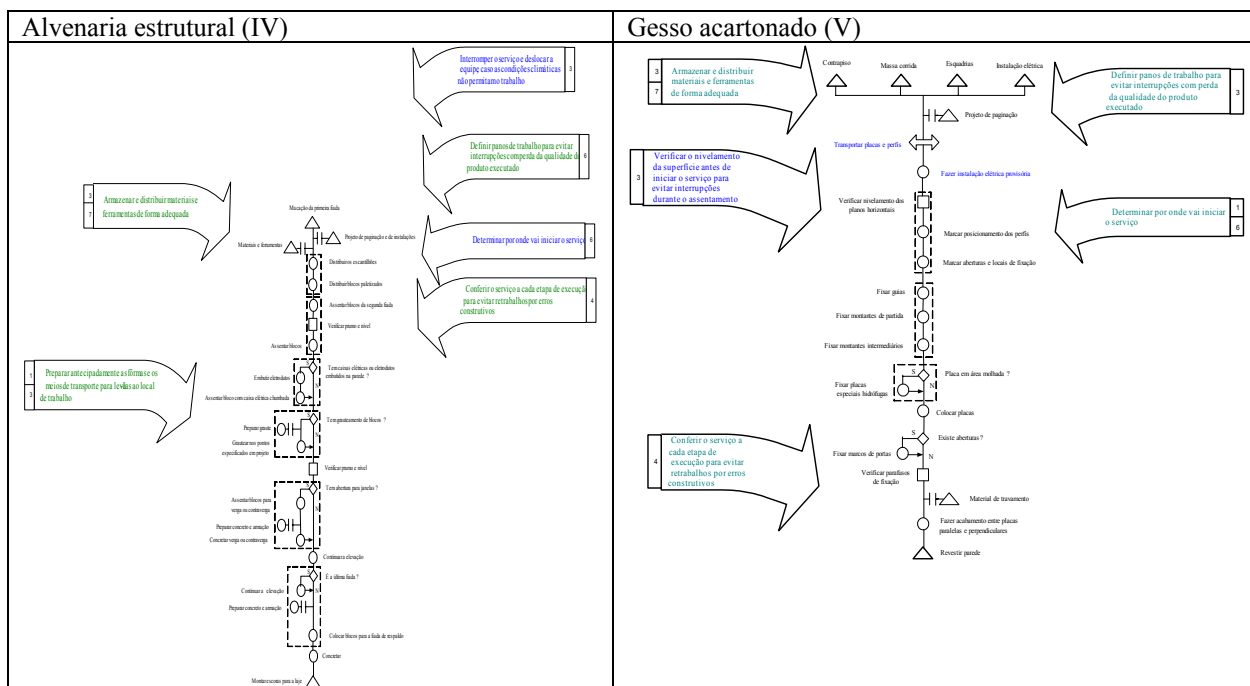 Alvenaria estrutural (IV)
Interromper o serviço e deslocar a
equipe, caso as condições climáticas
não permitam o trabalho
3
Definir panos de trabalho para evitar
interrupções com perda da qualidade do
produto executado
6
3
7
Armazenar e distribuir materiais e
ferramentas de forma adequada
Marcação da primeira fiada
Materiais e ferramentas
Projeto de paginação e de instalações
Determinar por onde vai iniciar o serviço
6
Distribuir os cantilhões
Distribuir blocos paletizados
Conferir o serviço a cada etapa de execução
para evitar retrabalhos por erros
construtivos
4
Assentar blocos da segunda fiada
Verificar prumo e nível
Assentar blocos
1
3
Preparar antecipadamente as fôrmas e os
meios de transporte para levá-las ao local
de trabalho
S
Tem caixas elétricas ou eletrodutos
embutidos na parede ?
Embutir eletrodutos
N
Assentar bloco com caixa elétrica chumbada
S
Tem grauteamento de blocos ?
Preparar graute
Grautear nos pontos
especificados em projeto
N
Verificar prumo e nível
S
Tem abertura para janelas ?
Assentar blocos para
verga ou contraverga
N
Preparar concreto e armação
Concretar verga ou contraverga
Continuar a elevação
S
É a última fiada ?
Continuar a elevação
N
Preparar concreto e armação
Colocar blocos para a fiada de respaldo
Concretar
Montar escoras para a laje
Gesso acartonado (V)
3
7
Armazenar e distribuir
materiais e ferramentas
de forma adequada
Contrapiso
Massa corrida
Esquadrias
Instalação elétrica
Definir panos de trabalho para
evitar interrupções com perda
da qualidade do produto
executado
3
Projeto de paginação
Transportar placas e perfis
3
Verificar o nivelamento
da superfície antes de
iniciar o serviço para
evitar interrupções
durante o assentamento
Fazer instalação elétrica provisória
Verificar nivelamento dos
planos horizontais
Determinar por onde vai iniciar
o serviço
1
6
Marcar posicionamento dos perfis
Marcar aberturas e locais de fixação
Fixar guias
Fixar montantes de partida
Fixar montantes intermediários
S
Placa em área molhada ?
Fixar placas
especiais hidrófugas
N
Colocar placas
4
Conferir o serviço a
cada etapa de
execução para evitar
retrabalhos por erros
construtivos
S
Existe aberturas ?
Fixar marcos de portas
N
Verificar parafusos
de fixação
Material de travamento
Fazer acabamento entre placas
paralelas e perpendiculares
Revestir parede